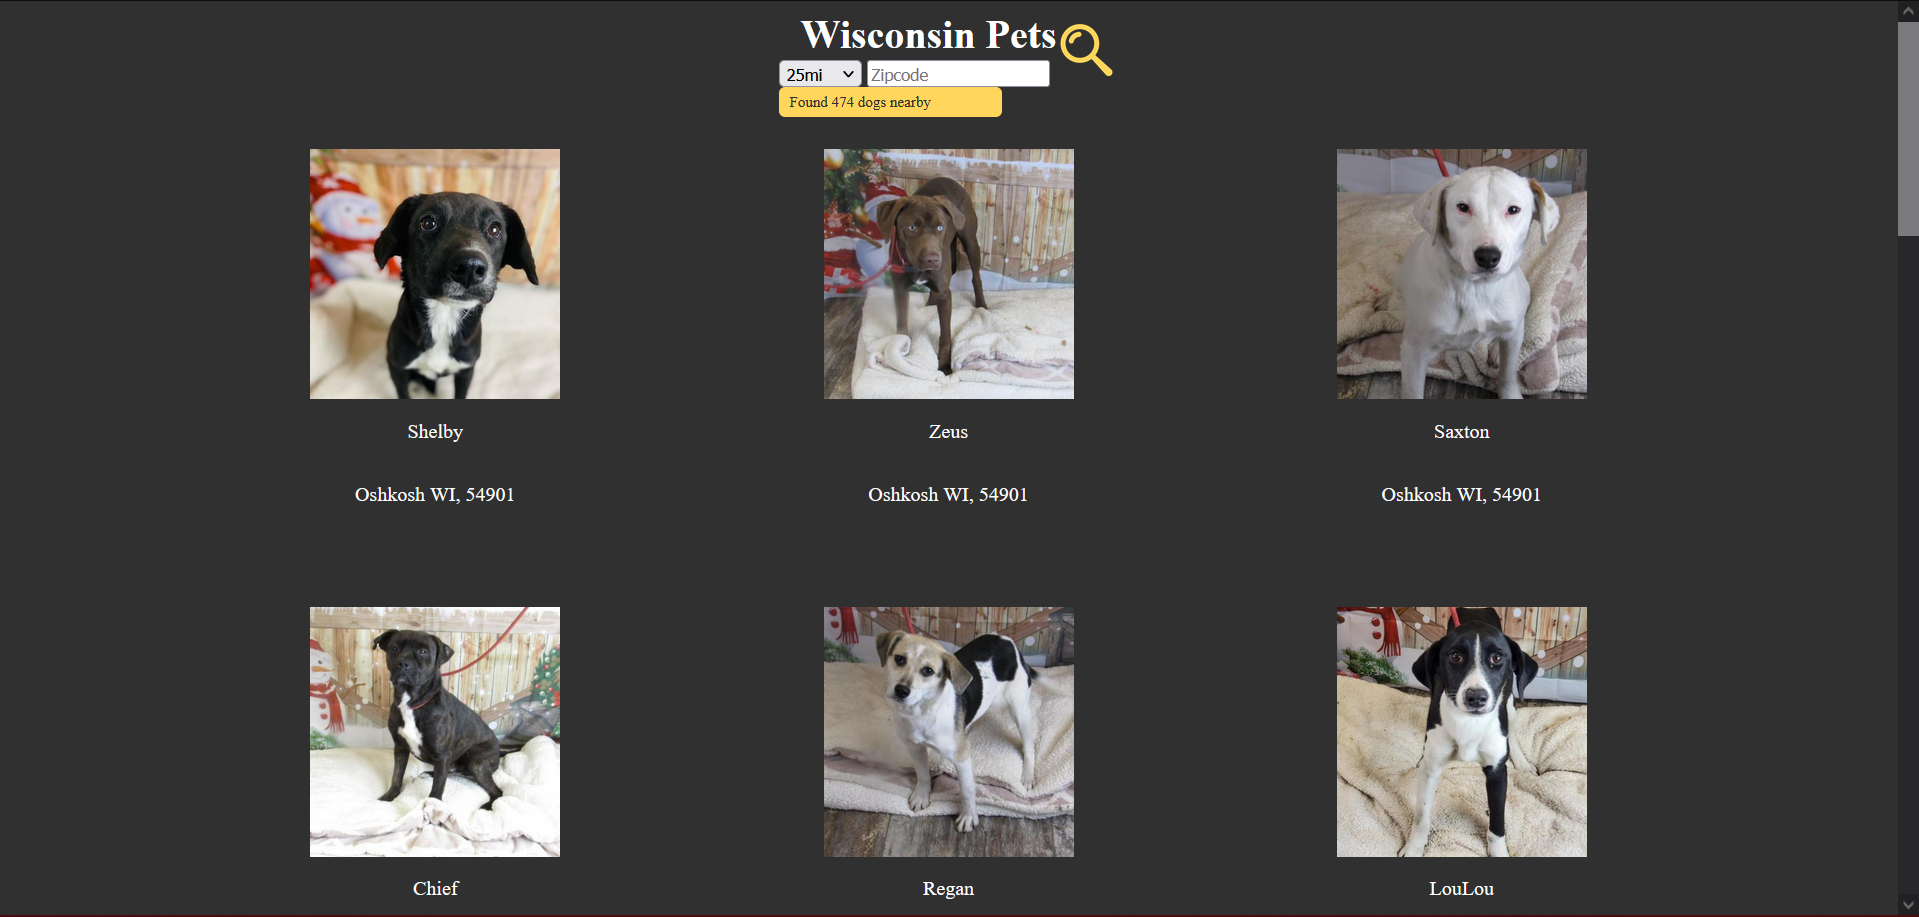 Wisconsin Pets
25mi Zipcode
Found 474 dogs nearby
Shelby Zeus Saxton
Oshkosh WI, 54901 Oshkosh WI, 54901 Oshkosh WI, 54901
Chief Regan LouLou